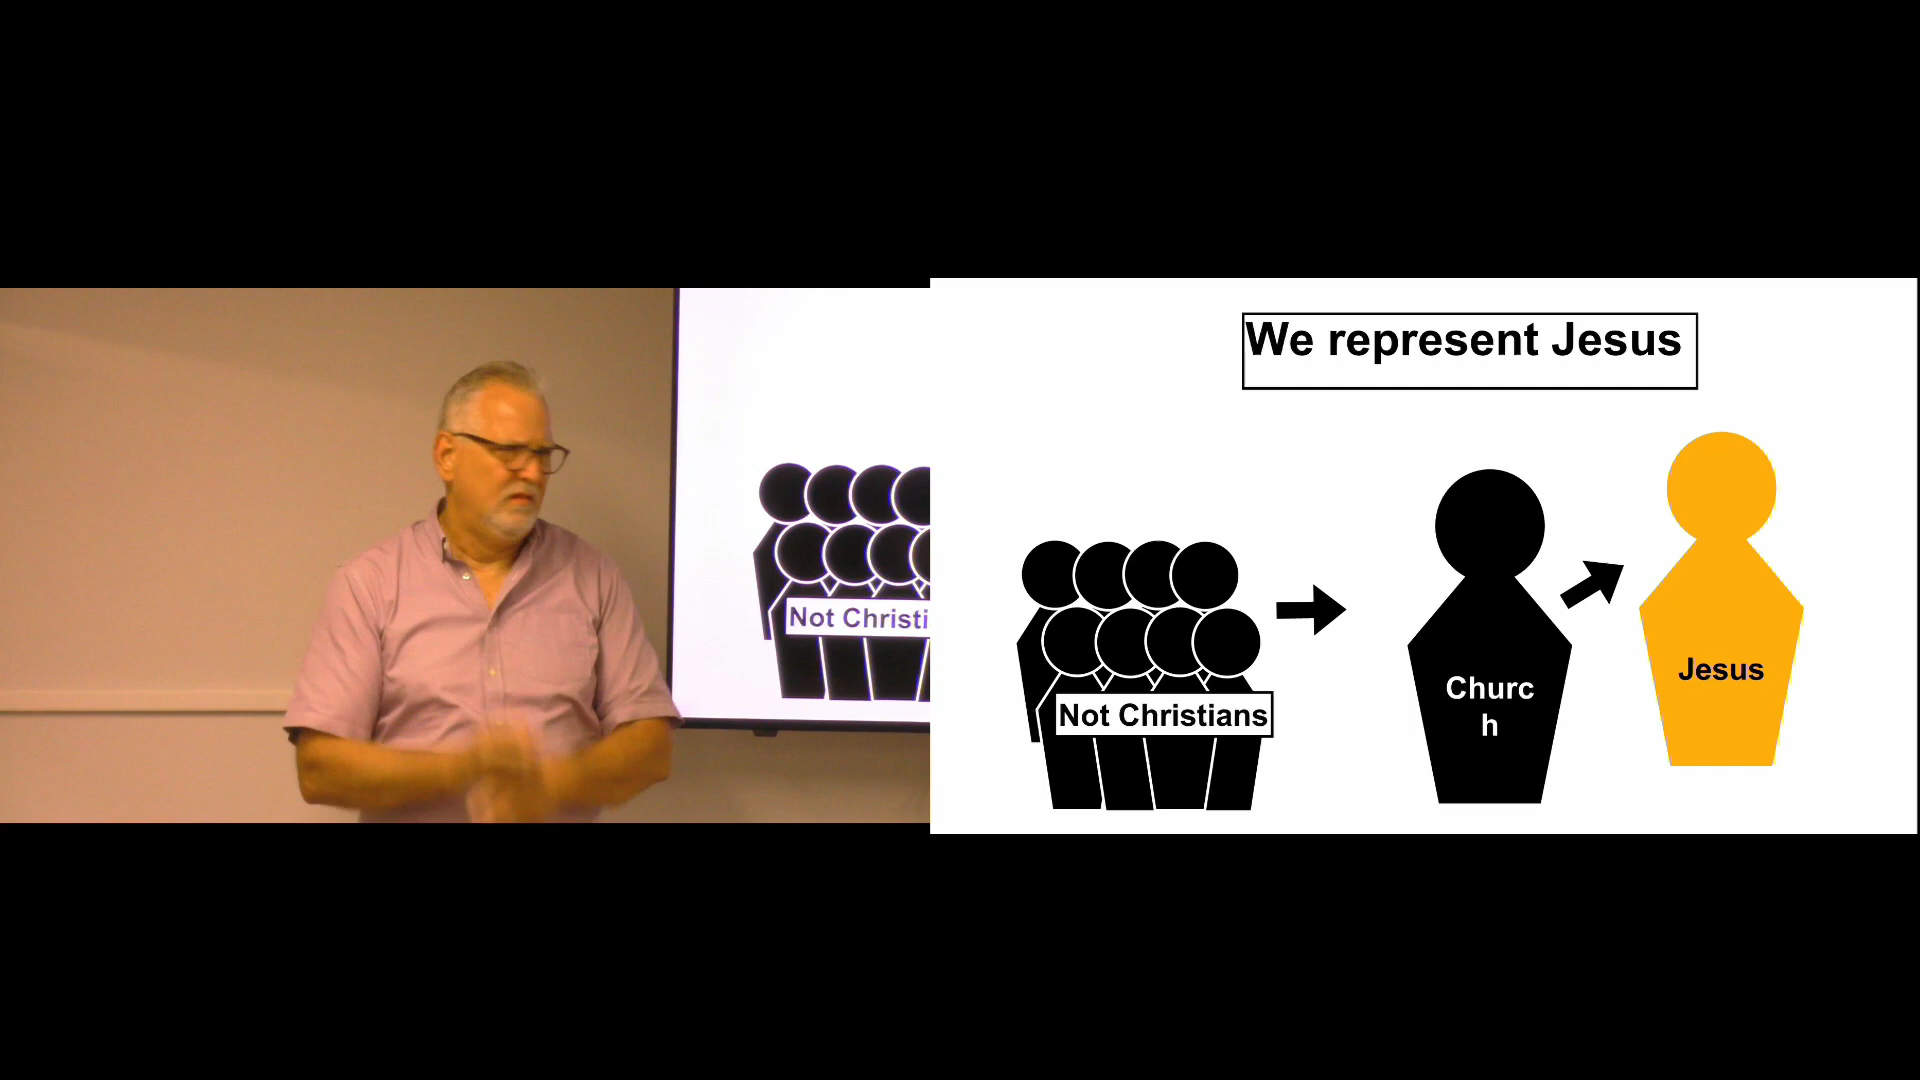 We represent Jesus
Not Christi
Not Christians
Churc
h
Jesus